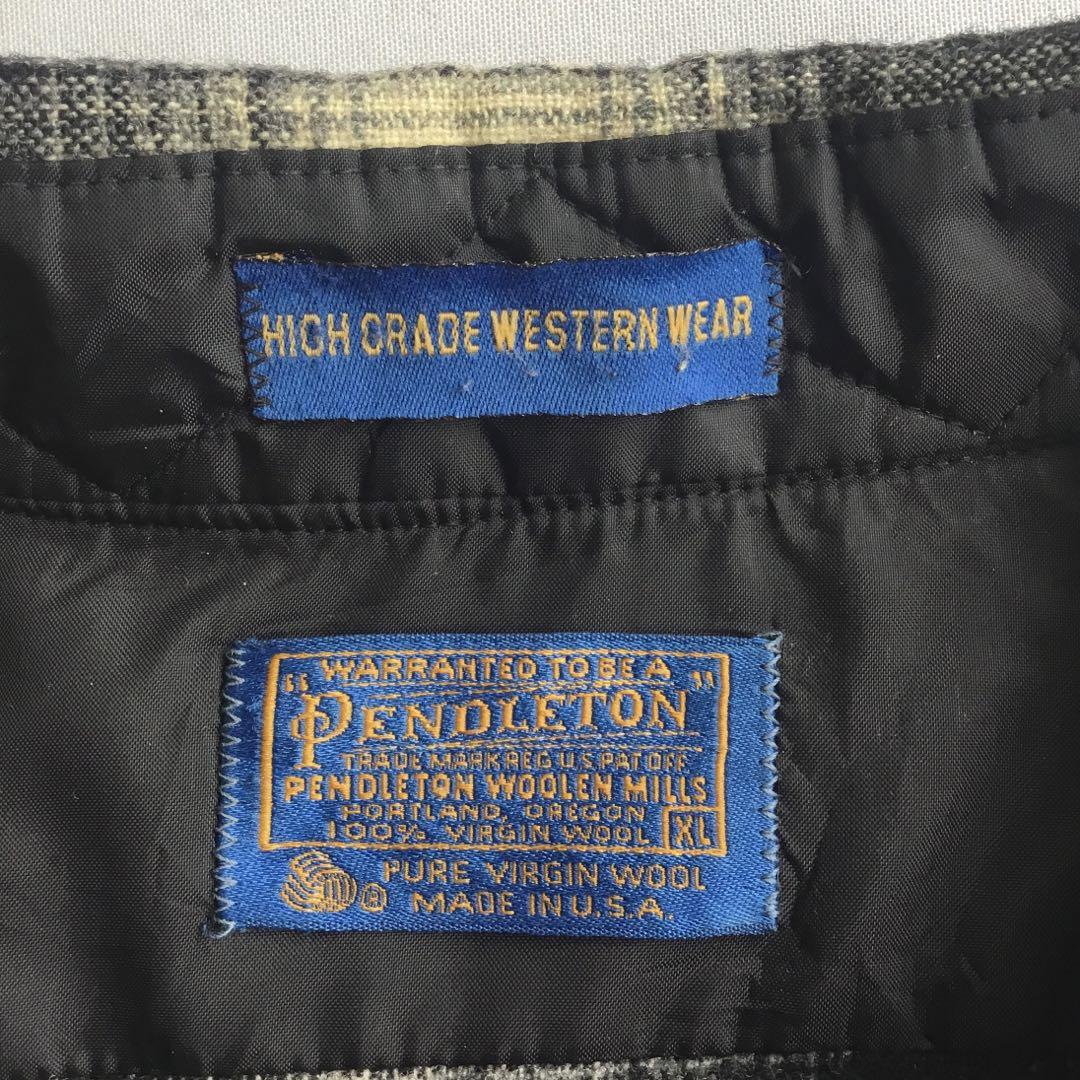 HIGH GRADE WESTERN WEAR
WARRANTED TO BE A
"PENDLETON"
TRADE MARK REG U.S. PAT OFF
PENDLETON WOOLEN MILLS
PORTLAND, OREGON
100% VIRGIN WOOL XL
® PURE VIRGIN WOOL
MADE IN U.S.A.